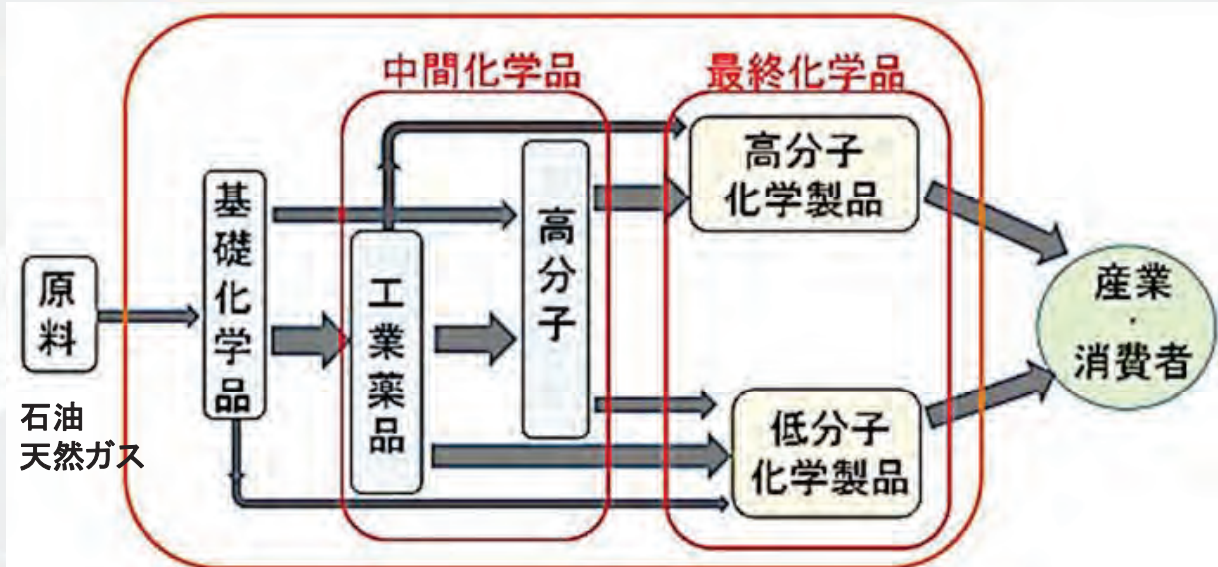 中間化学品
最終化学品
原料
石油
天然ガス
基礎化学品
工業薬品
高分子
高分子
化学製品
低分子
化学製品
産業
・
消費者